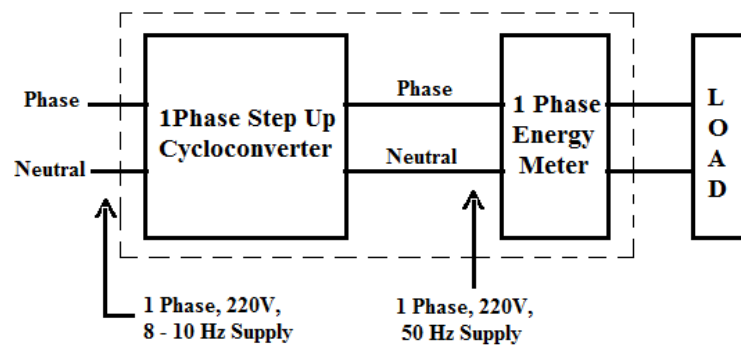 Phase
Neutral
1Phase Step Up
Cycloconverter
Phase
Neutral
1 Phase
Energy
Meter
L
O
A
D
1 Phase, 220V,
8 - 10 Hz Supply
1 Phase, 220V,
50 Hz Supply